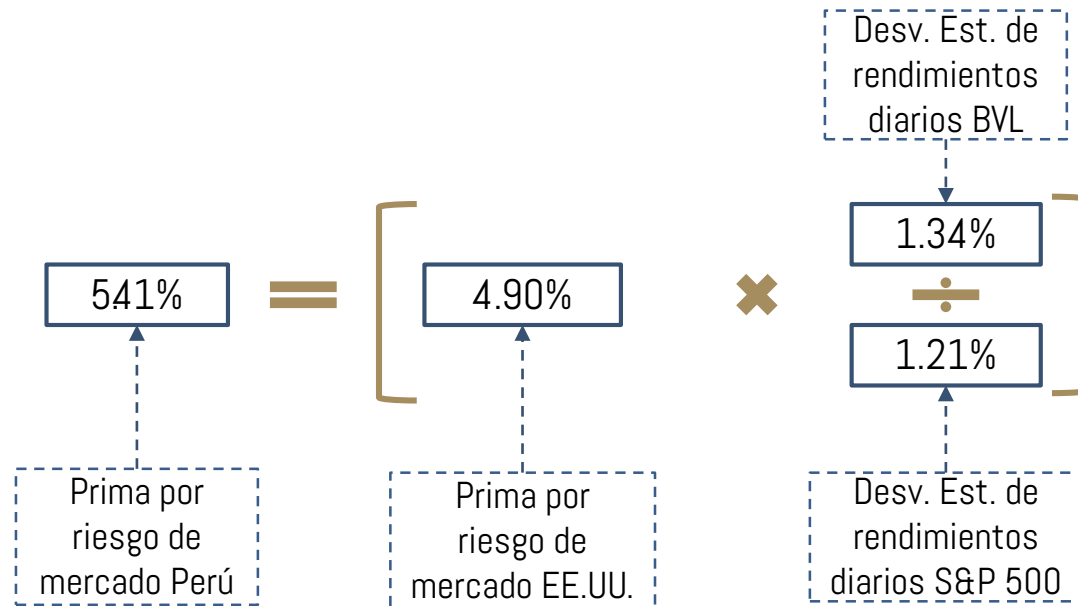 Desv. Est. de
rendimientos
diarios BVL
1.34%
5.41%
=
4.90%
✖
÷
1.21%
Prima por
riesgo de
mercado Perú
Prima por
riesgo de
mercado EE.UU.
Desv. Est. de
rendimientos
diarios S&P 500